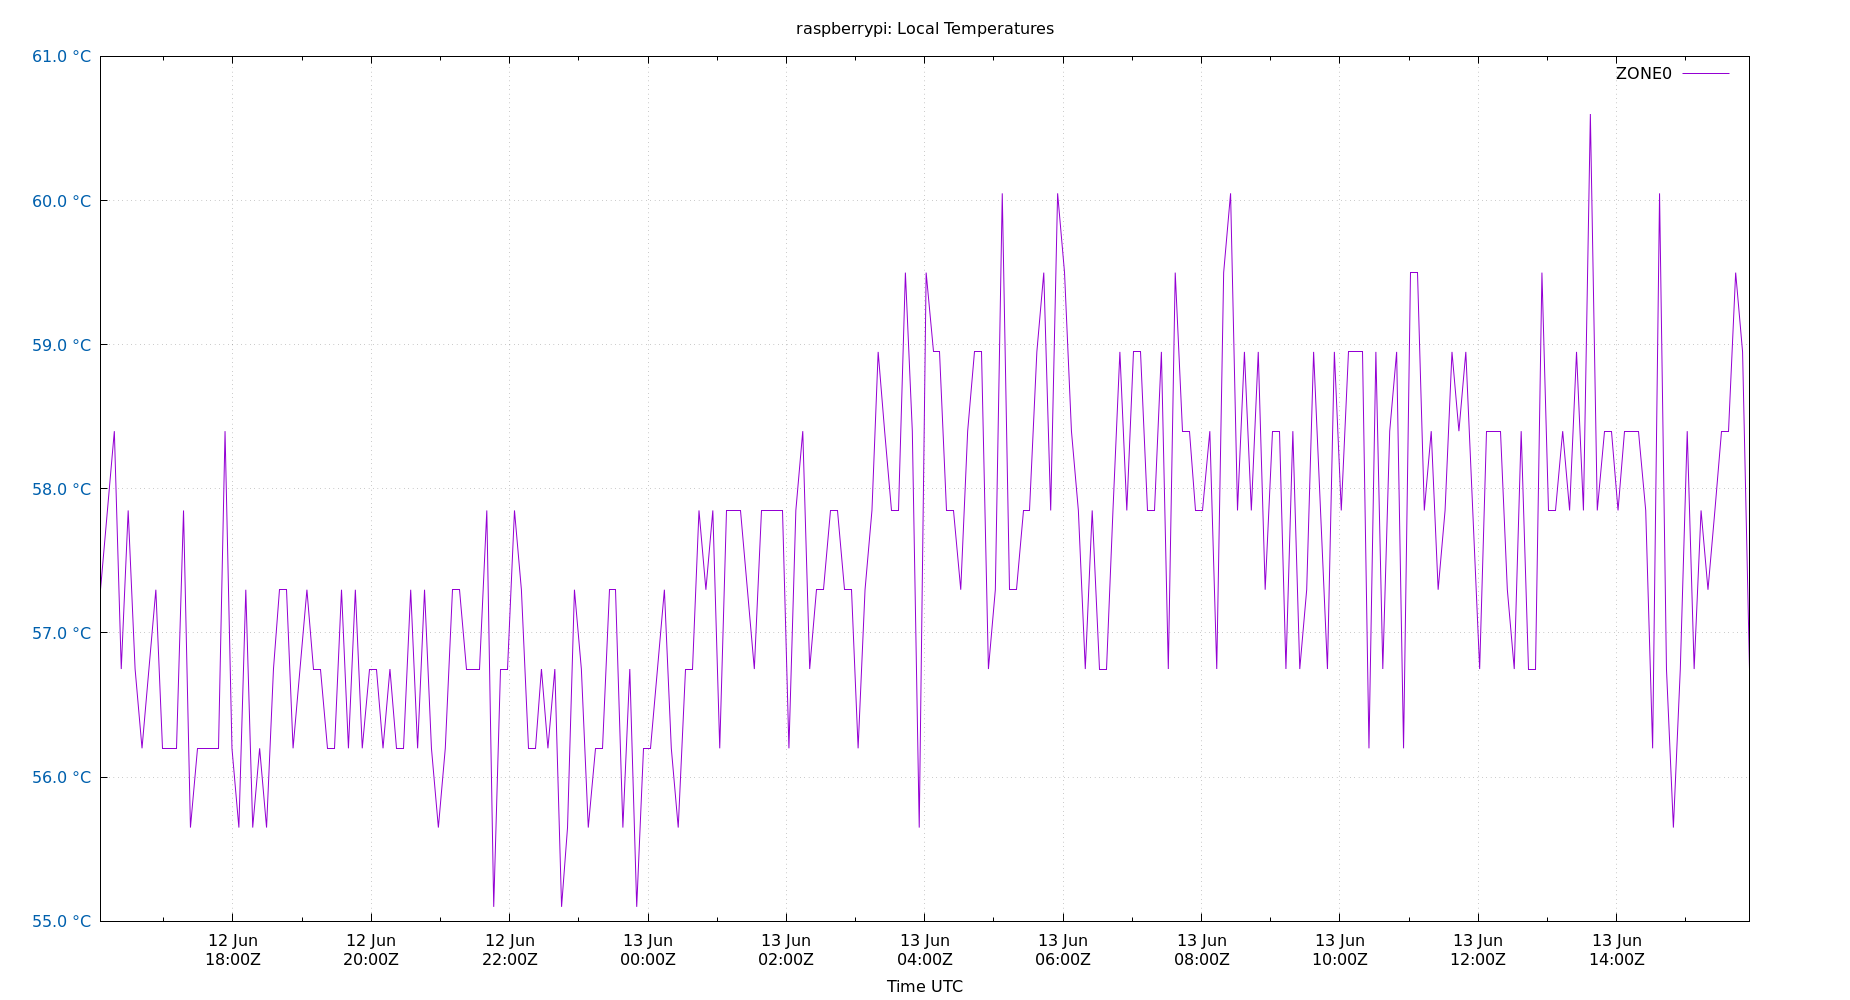 raspberrypi: Local Temperatures
61.0 °C
ZONE0
60.0 °C
59.0 °C
58.0 °C
57.0 °C
56.0 °C
55.0 °C
12 Jun 12 Jun 12 Jun 13 Jun 13 Jun 13 Jun 13 Jun 13 Jun 13 Jun 13 Jun 13 Jun
18:00Z 20:00Z 22:00Z 00:00Z 02:00Z 04:00Z 06:00Z 08:00Z 10:00Z 12:00Z 14:00Z
Time UTC